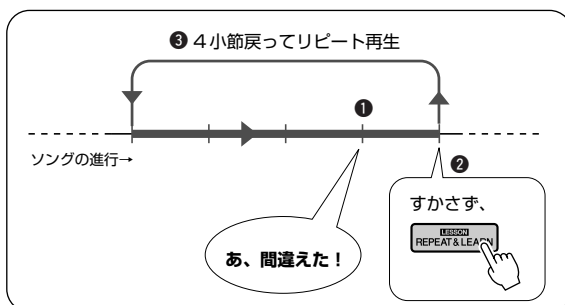 ❸ 4小節戻ってリピート再生
❶
ソングの進行→
❷
すかさず、
LESSON
REPEAT & LEARN
あ、間違えた！